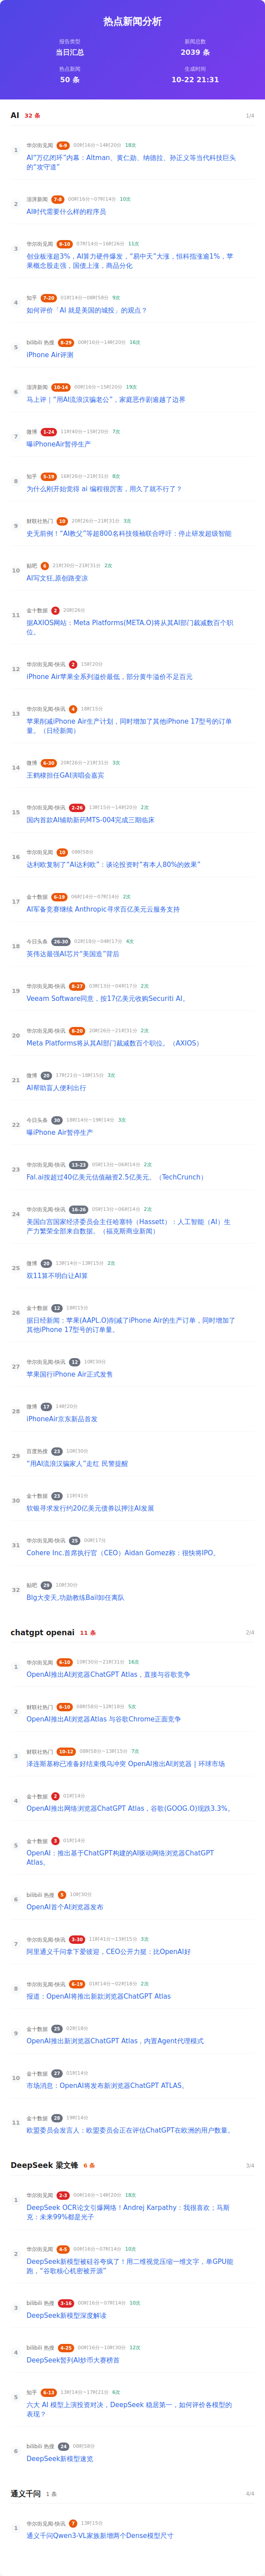 热点新闻分析
报告类型
新闻总数
当日汇总
2039 条
热点新闻
生成时间
50 条
10-22 21:31
AI 32 条 1/4
1 华尔街见闻 6-9 00时16分~14时20分 18次
AI“万亿闭环”内幕：Altman、黄仁勋、纳德拉、孙正义等当代科技巨头
的“攻守道”
2 澎湃新闻 7-8 00时16分~07时14分 10次
AI时代需要什么样的程序员
3 华尔街见闻 8-10 07时14分~16时26分 11次
创业板涨超3%，AI算力硬件爆发，“易中天”大涨，恒科指涨逾1%，苹
果概念股走强，国债上涨，商品分化
4 知乎 7-20 01时14分~08时58分 9次
如何评价「AI 就是美国的城投」的观点？
5 bilibili 热搜 8-29 00时16分~14时20分 16次
iPhone Air评测
6 澎湃新闻 10-14 00时16分~15时20分 19次
马上评｜“用AI流浪汉骗老公”，家庭恶作剧逾越了边界
7 微博 1-24 11时40分~15时20分 7次
曝iPhoneAir暂停生产
8 知乎 5-19 16时26分~21时31分 8次
为什么刚开始觉得 ai 编程很厉害，用久了就不行了？
9 财联社热门 10 20时26分~21时31分 3次
史无前例！“AI教父”等超800名科技领袖联合呼吁：停止研发超级智能
10 贴吧 6 21时30分~21时31分 2次
AI写文狂,原创路变凉
11 金十数据 2 20时26分
据AXIOS网站：Meta Platforms(META.O)将从其AI部门裁减数百个职
位。
12 华尔街见闻-快讯 2 15时20分
iPhone Air苹果全系列溢价最低，部分黄牛溢价不足百元
13 华尔街见闻-快讯 4 18时15分
苹果削减iPhone Air生产计划，同时增加了其他iPhone 17型号的订单
量。（日经新闻）
14 微博 6-30 20时26分~21时31分 3次
王鹤棣担任GAI演唱会嘉宾
15 华尔街见闻-快讯 2-26 13时15分~14时20分 2次
国内首款AI辅助新药MTS-004完成三期临床
16 华尔街见闻 10 08时58分
达利欧复制了“AI达利欧”：谈论投资时“有本人80%的效果”
17 金十数据 6-19 06时14分~07时14分 2次
AI军备竞赛继续 Anthropic寻求百亿美元云服务支持
18 今日头条 26-30 02时18分~04时17分 4次
英伟达最强AI芯片“美国造”背后
19 华尔街见闻-快讯 8-27 03时13分~04时17分 2次
Veeam Software同意，按17亿美元收购Securiti AI。
20 华尔街见闻-快讯 8-20 20时26分~21时31分 2次
Meta Platforms将从其AI部门裁减数百个职位。（AXIOS）
21 微博 20 17时21分~18时15分 3次
AI帮助盲人便利出行
22 今日头条 30 18时14分~19时14分 3次
曝iPhone Air暂停生产
23 华尔街见闻-快讯 13-23 05时13分~06时14分 2次
Fal.ai按超过40亿美元估值融资2.5亿美元。（TechCrunch）
24 华尔街见闻-快讯 16-26 05时13分~06时14分 2次
美国白宫国家经济委员会主任哈塞特（Hassett）：人工智能（AI）生
产力繁荣全部来自数据。（福克斯商业新闻）
25 微博 20 13时14分~13时15分 2次
双11算不明白让AI算
26 金十数据 12 18时15分
据日经新闻：苹果(AAPL.O)削减了iPhone Air的生产订单，同时增加了
其他iPhone 17型号的订单量。
27 华尔街见闻-快讯 12 10时30分
苹果国行iPhone Air正式发售
28 微博 17 14时20分
iPhoneAir京东新品首发
29 百度热搜 23 10时30分
“用AI流浪汉骗家人”走红 民警提醒
30 金十数据 23 11时41分
软银寻求发行约20亿美元债券以押注AI发展
31 华尔街见闻-快讯 25 00时17分
Cohere Inc.首席执行官（CEO）Aidan Gomez称：很快将IPO。
32 贴吧 29 10时30分
Blg大变天,功勋教练Bail卸任离队
chatgpt openai 11 条 2/4
1 华尔街见闻 6-10 10时30分~21时31分 16次
OpenAI推出AI浏览器ChatGPT Atlas，直接与谷歌竞争
2 财联社热门 8-10 08时58分~12时18分 5次
OpenAI推出AI浏览器Atlas 与谷歌Chrome正面竞争
3 财联社热门 10-12 08时58分~13时15分 7次
泽连斯基称已准备好结束俄乌冲突 OpenAI推出AI浏览器 | 环球市场
4 金十数据 2 01时14分
OpenAI推出网络浏览器ChatGPT Atlas，谷歌(GOOG.O)现跌3.3%。
5 金十数据 3 01时14分
OpenAI：推出基于ChatGPT构建的AI驱动网络浏览器ChatGPT
Atlas。
6 bilibili 热搜 5 10时30分
OpenAI首个AI浏览器发布
7 华尔街见闻-快讯 3-30 11时41分~13时15分 3次
阿里通义千问拿下爱彼迎，CEO公开力挺：比OpenAI好
8 华尔街见闻-快讯 6-19 01时14分~02时18分 2次
报道：OpenAI将推出新款浏览器ChatGPT Atlas
9 金十数据 25 02时18分
OpenAI推出新浏览器ChatGPT Atlas，内置Agent代理模式
10 金十数据 27 01时14分
市场消息：OpenAI将发布新浏览器ChatGPT ATLAS。
11 金十数据 28 19时14分
欧盟委员会发言人：欧盟委员会正在评估ChatGPT在欧洲的用户数量。
DeepSeek 梁文锋 6 条 3/4
1 华尔街见闻 2-3 00时16分~14时20分 18次
DeepSeek OCR论文引爆网络！Andrej Karpathy：我很喜欢；马斯
克：未来99%都是光子
2 华尔街见闻 4-5 00时16分~07时14分 10次
DeepSeek新模型被硅谷夸疯了！用二维视觉压缩一维文字，单GPU能
跑，“谷歌核心机密被开源”
3 bilibili 热搜 3-16 00时16分~07时14分 10次
DeepSeek新模型深度解读
4 bilibili 热搜 4-25 00时16分~10时30分 12次
DeepSeek暂列AI炒币大赛榜首
5 知乎 6-13 13时14分~17时21分 6次
六大 AI 模型上演投资对决，DeepSeek 稳居第一，如何评价各模型的
表现？
6 bilibili 热搜 24 08时58分
DeepSeek新模型速览
通义千问 1 条 4/4
1 华尔街见闻-快讯 7 13时15分
通义千问Qwen3-VL家族新增两个Dense模型尺寸